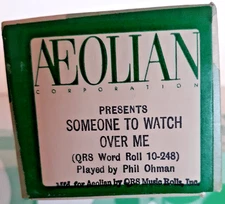 AEOLIAN
CORPORATION
PRESENTS
SOMEONE TO WATCH
OVER ME
(QRS Word Roll 10-248)
Played by Phil Ohman
Mfd. for Aeolian by QRS Music Rolls, Inc.